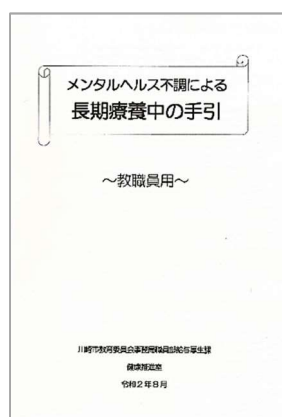 メンタルヘルス不調による
長期療養中の手引
～教職員用～
川崎市教育委員会事務局職員部給与厚生課
健康推進室
令和2年8月